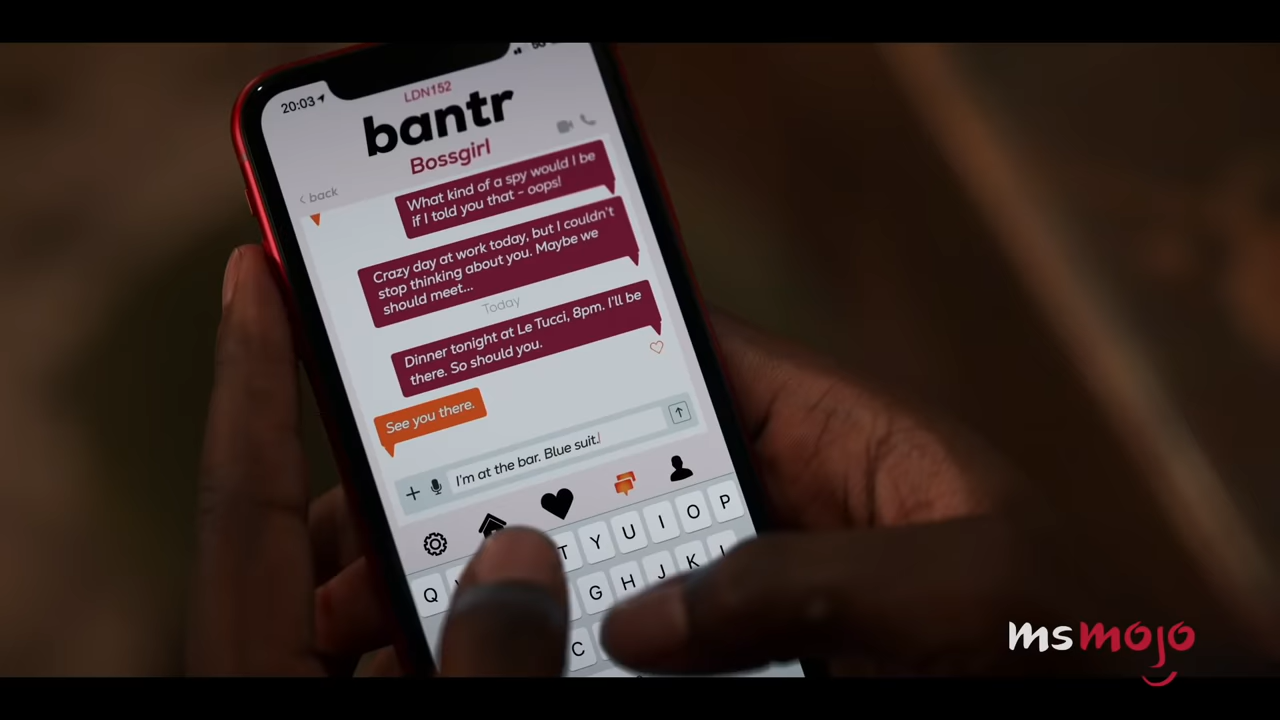 20:03
LDN152
bantr
Bossgirl
< back
What kind of a spy would I be
if I told you that - oops!
Crazy day at work today, but I couldn't
stop thinking about you. Maybe we
should meet...
Today
Dinner tonight at Le Tucci, 8pm. I'll be
there. So should you.
See you there.
I'm at the bar. Blue suit.
T Y U I O P
Q
G H J K L
C
msmojo